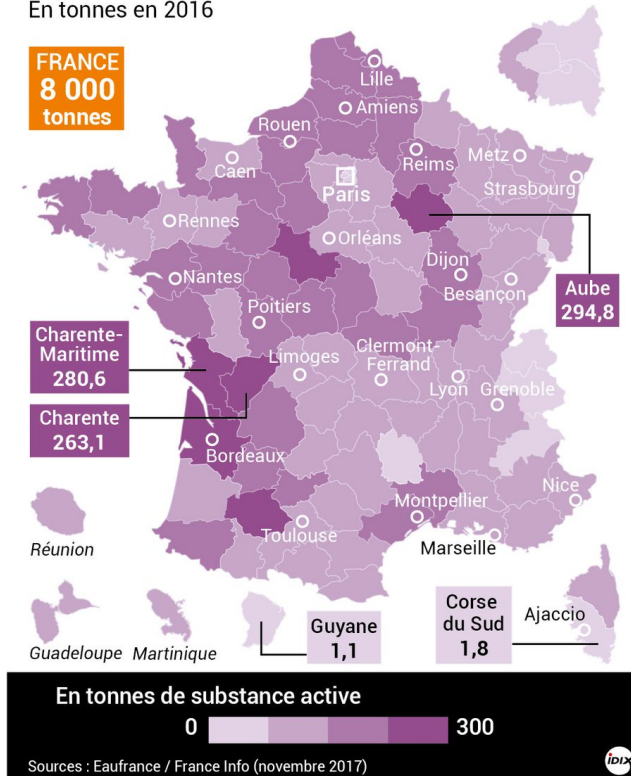 En tonnes en 2016
FRANCE
8 000
tonnes
Lille
Amiens
Rouen
Reims
Metz
Caen
Paris
Strasbourg
Rennes
Orléans
Dijon
Nantes
Besançon
Aube
294,8
Poitiers
Charente-
Maritime
280,6
Limoges
Clermont-
Ferrand
Lyon
Grenoble
Charente
263,1
Bordeaux
Nice
Montpellier
Toulouse
Marseille
Réunion
Guadeloupe
Martinique
Guyane
1,1
Corse
du Sud
1,8
Ajaccio
En tonnes de substance active
0
300
Sources : Eaufrance / France Info (novembre 2017)
iDIX